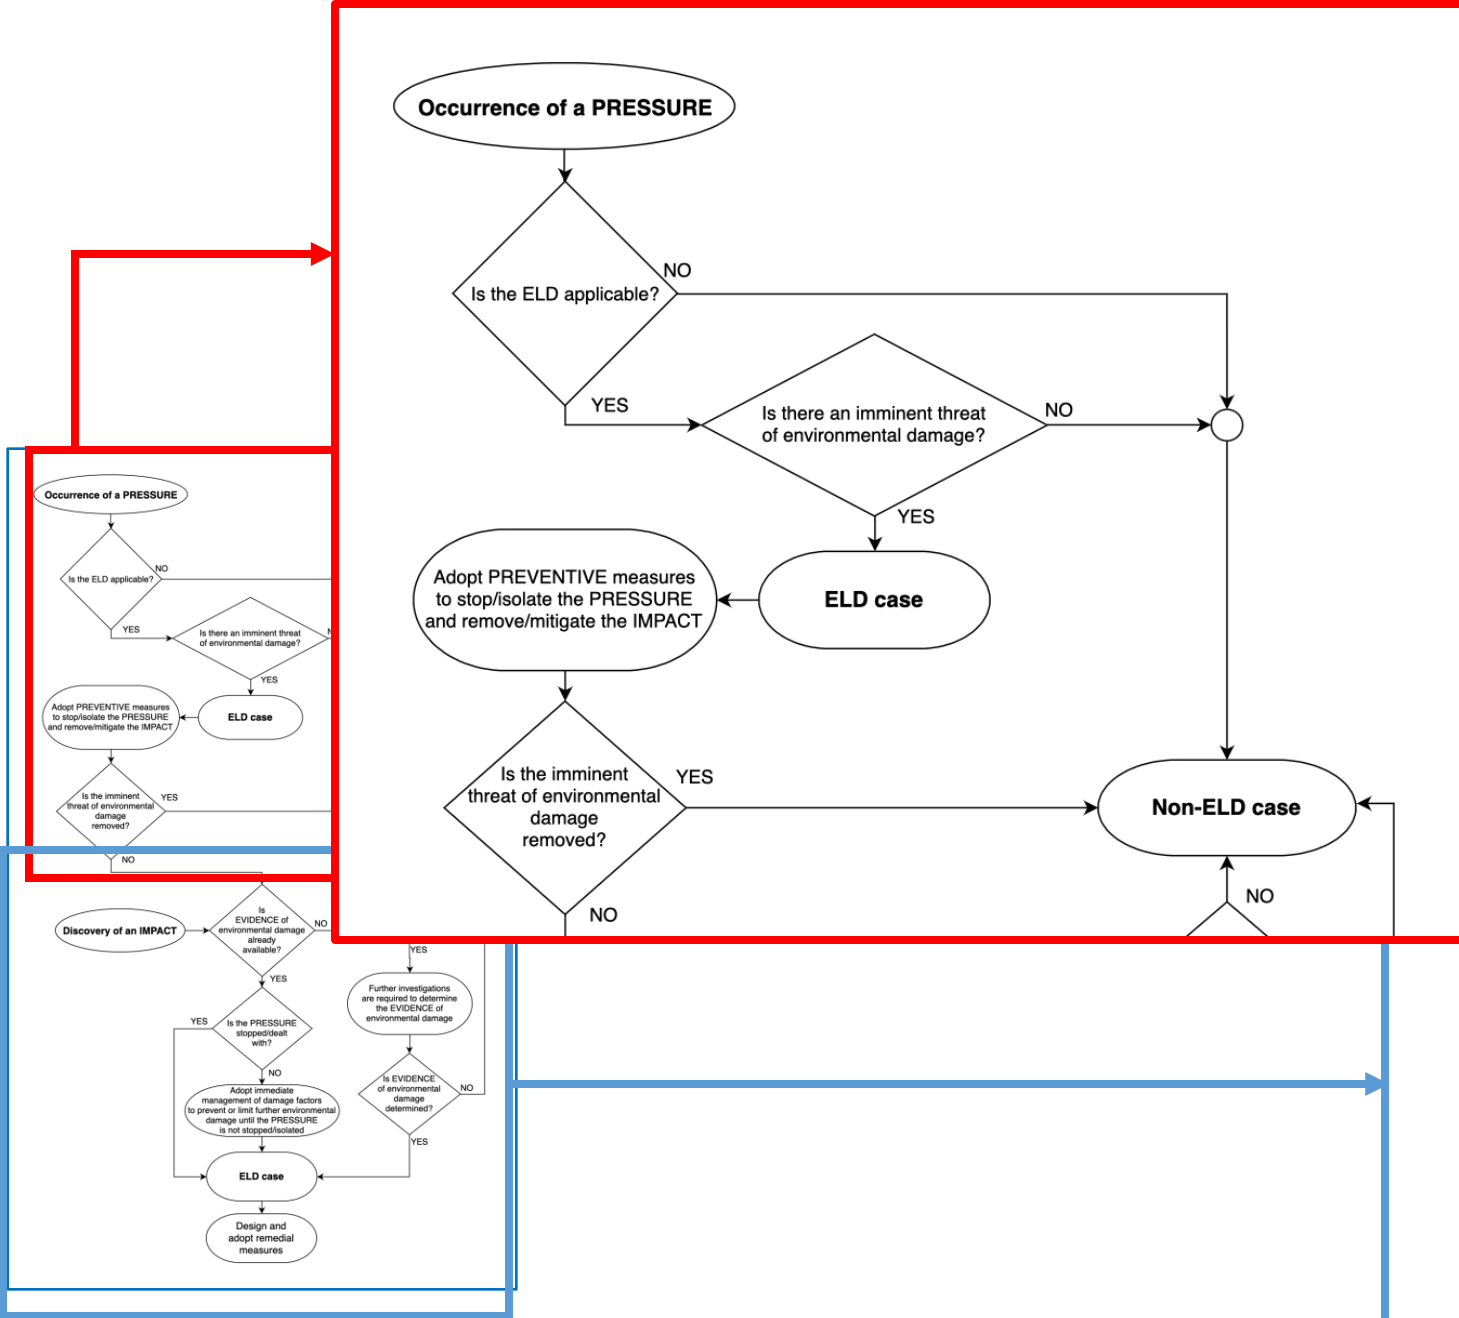 Occurrence of a PRESSURE
NO
Is the ELD applicable?
YES
Is there an imminent threat
of environmental damage?
NO
YES
Adopt PREVENTIVE measures
to stop/isolate the PRESSURE
and remove/mitigate the IMPACT
ELD case
Is the imminent
threat of environmental
damage
removed?
YES
Non-ELD case
NO
NO
Occurrence of a PRESSURE
NO
Is the ELD applicable?
YES
Is there an imminent threat
of environmental damage?
YES
Adopt PREVENTIVE measures
to stop/isolate the PRESSURE
and remove/mitigate the IMPACT
ELD case
Is the imminent
threat of environmental
damage
removed?
YES
NO
Discovery of an IMPACT
Is
EVIDENCE of
environmental damage
already
available?
NO
YES
YES
Further investigations
are required to determine
the EVIDENCE of
environmental damage
YES
Is the PRESSURE
stopped/dealt
with?
NO
Is EVIDENCE
of environmental
damage
determined?
NO
Adopt immediate
management of damage factors
to prevent or limit further environmental
damage until the PRESSURE
is not stopped/isolated
YES
ELD case
Design and
adopt remedial
measures